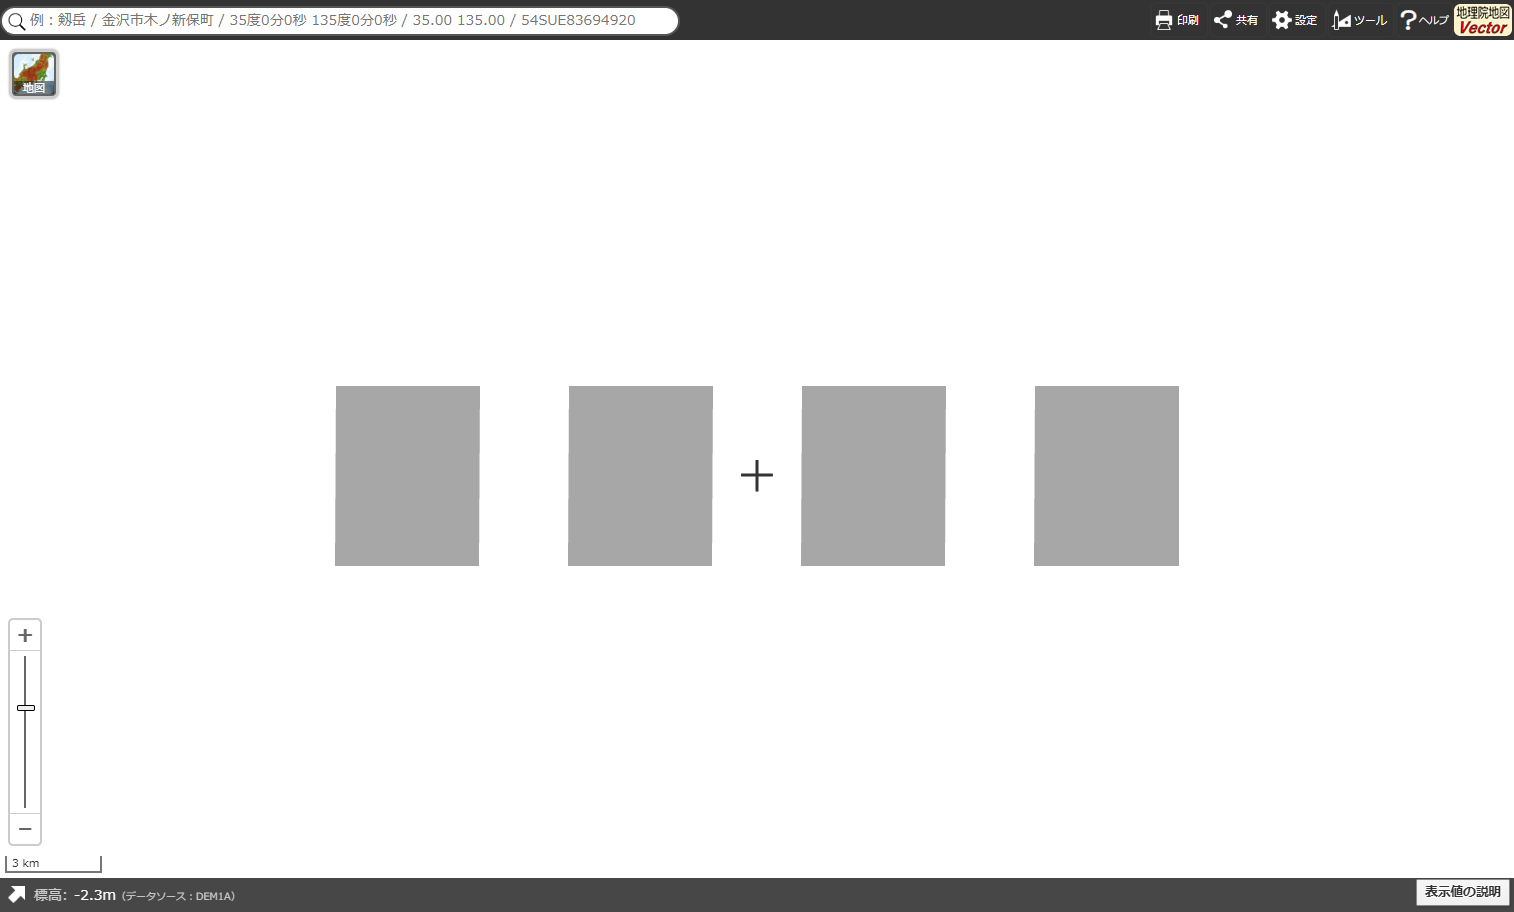 例：剱岳 / 金沢市木ノ新保町 / 35度0分0秒 135度0分0秒 / 35.00 135.00 / 54SUE83694920
印刷 共有 設定 ツール ヘルプ
地理院地図
Vector
地図
+
−
3 km
標高: -2.3m (データソース：DEM1A)
表示値の説明